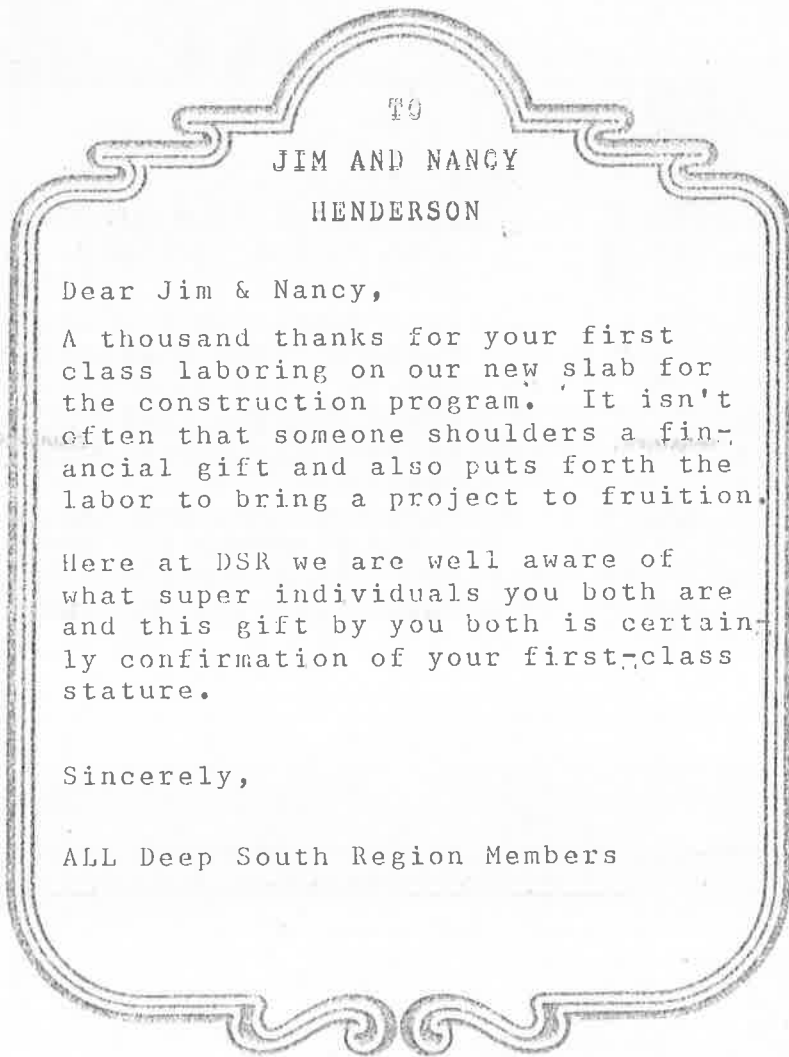 TO
JIM AND NANCY
HENDERSON
Dear Jim & Nancy,
A thousand thanks for your first
class laboring on our new slab for
the construction program. It isn't
often that someone shoulders a fin-
ancial gift and also puts forth the
labor to bring a project to fruition.
Here at DSR we are well aware of
what super individuals you both are
and this gift by you both is certain-
ly confirmation of your first-class
stature.
Sincerely,
ALL Deep South Region Members